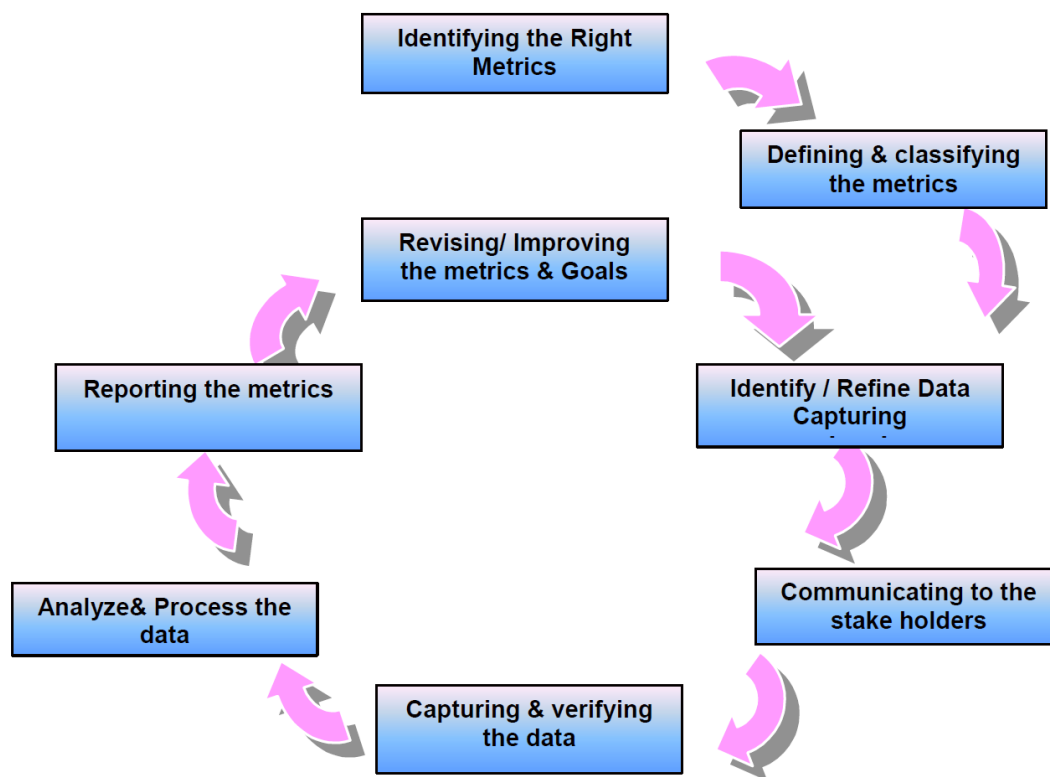 Identifying the Right
Metrics
Defining & classifying
the metrics
Revising/ Improving
the metrics & Goals
Identify / Refine Data
Capturing
Communicating to the
stake holders
Capturing & verifying
the data
Analyze& Process the
data
Reporting the metrics